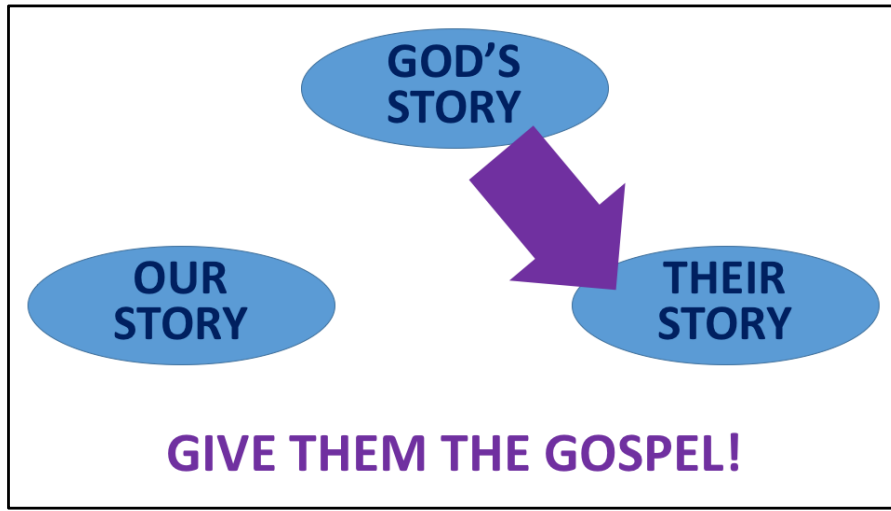 GOD'S
STORY
OUR
STORY
THEIR
STORY
GIVE THEM THE GOSPEL!